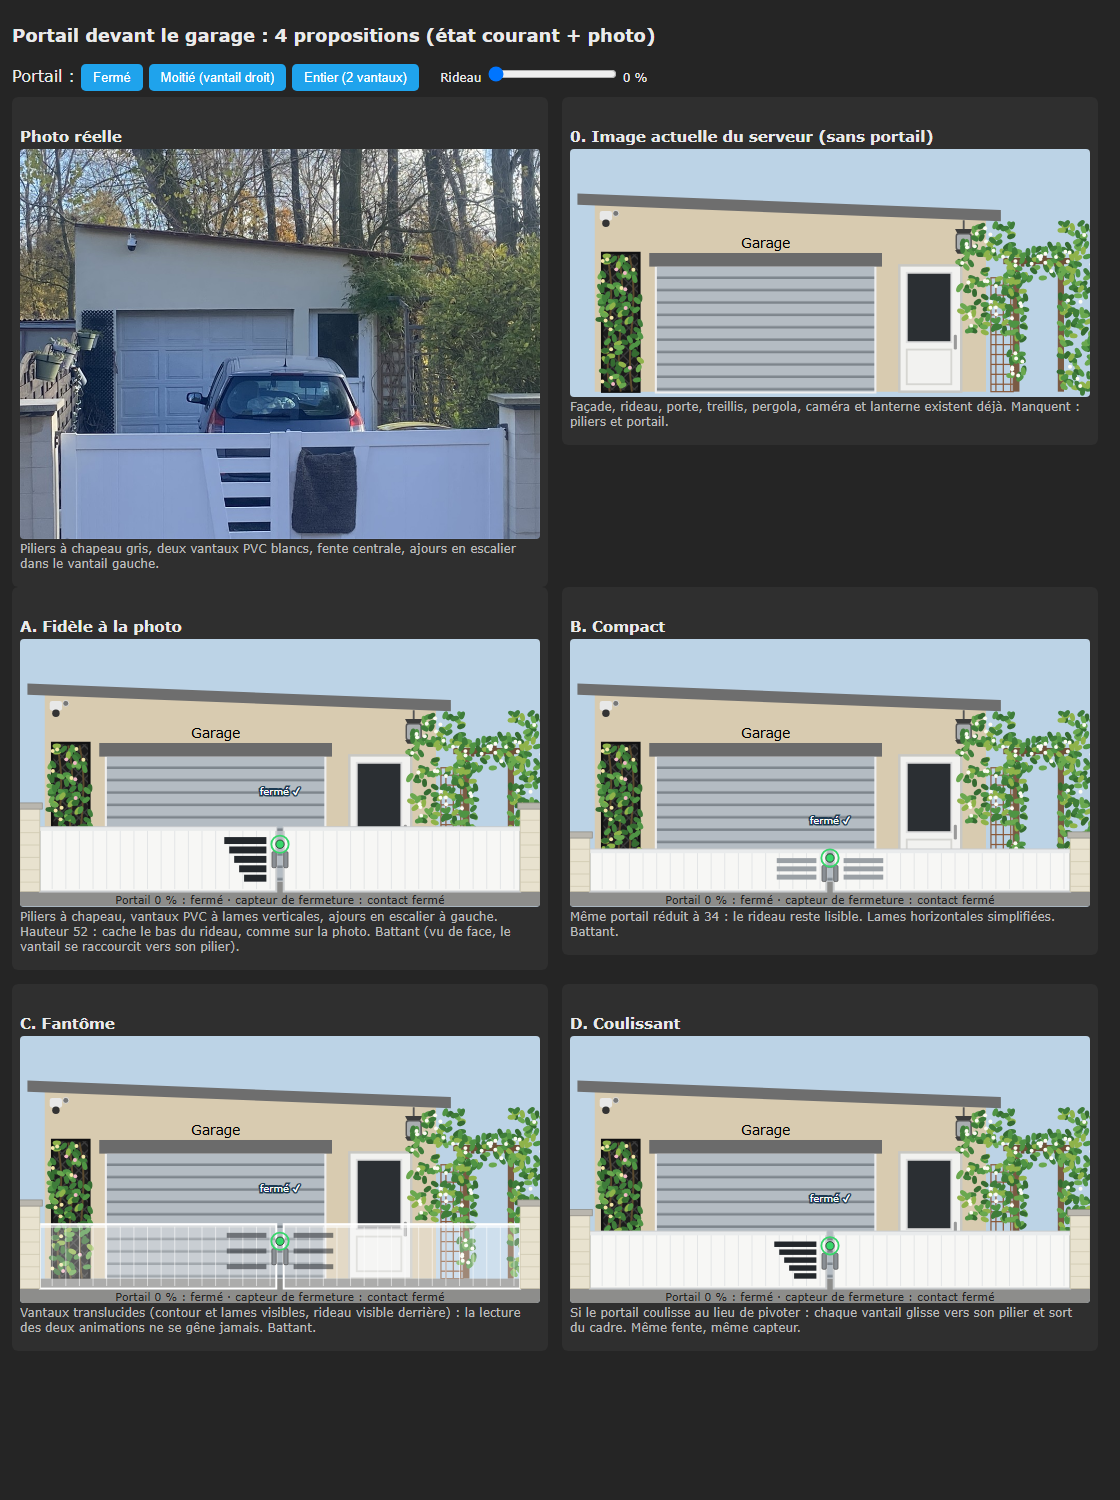 Portail devant le garage : 4 propositions (état courant + photo)
Portail : Fermé Moitié (vantail droit) Entier (2 vantaux) Rideau 0 %
Photo réelle
Piliers à chapeau gris, deux vantaux PVC blancs, fente centrale, ajours en escalier
dans le vantail gauche.
0. Image actuelle du serveur (sans portail)
Garage
Façade, rideau, porte, treillis, pergola, caméra et lanterne existent déjà. Manquent :
piliers et portail.
A. Fidèle à la photo
Garage
fermé ✓
Portail 0 % : fermé · capteur de fermeture : contact fermé
Piliers à chapeau, vantaux PVC à lames verticales, ajours en escalier à gauche.
Hauteur 52 : cache le bas du rideau, comme sur la photo. Battant (vu de face, le
vantail se raccourcit vers son pilier).
B. Compact
Garage
fermé ✓
Portail 0 % : fermé · capteur de fermeture : contact fermé
Même portail réduit à 34 : le rideau reste lisible. Lames horizontales simplifiées.
Battant.
C. Fantôme
Garage
fermé ✓
Portail 0 % : fermé · capteur de fermeture : contact fermé
Vantaux translucides (contour et lames visibles, rideau visible derrière) : la lecture
des deux animations ne se gêne jamais. Battant.
D. Coulissant
Garage
fermé ✓
Portail 0 % : fermé · capteur de fermeture : contact fermé
Si le portail coulisse au lieu de pivoter : chaque vantail glisse vers son pilier et sort
du cadre. Même fente, même capteur.